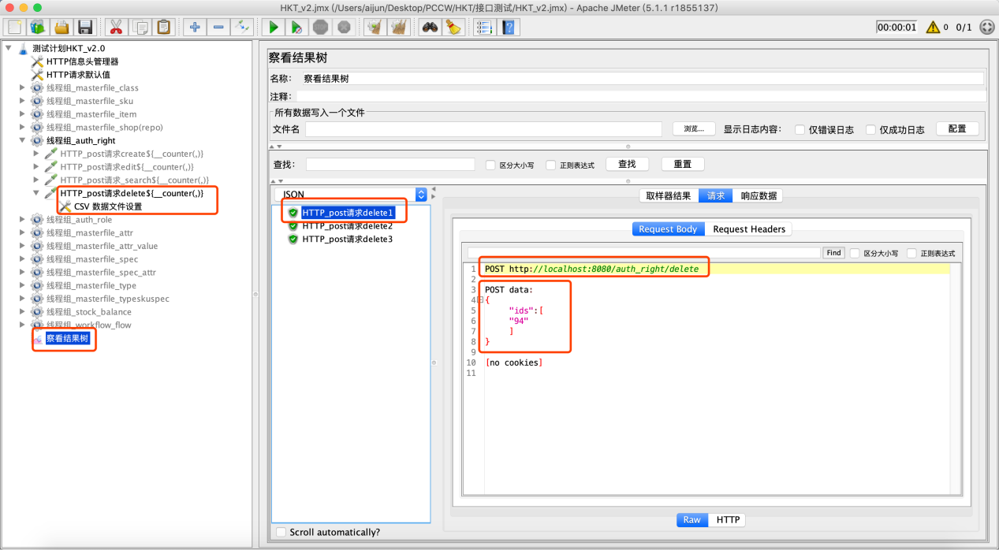 HKT_v2.jmx (/Users/aijun/Desktop/PCCW/HKT/接口测试/HKT_v2.jmx) - Apache JMeter (5.1.1 r1855137)
00:00:01
0
0/1
测试计划HKT_v2.0
HTTP信息头管理器
HTTP请求默认值
线程组_masterfile_class
线程组_masterfile_sku
线程组_masterfile_item
线程组_masterfile_shop(repo)
线程组_auth_right
HTTP_post请求create${__counter(,)}
HTTP_post请求edit${__counter(,)}
HTTP_post请求_search${__counter(,)}
HTTP_post请求delete${__counter(,)}
CSV 数据文件设置
线程组_auth_role
线程组_masterfile_attr
线程组_masterfile_attr_value
线程组_masterfile_spec
线程组_masterfile_spec_attr
线程组_masterfile_type
线程组_masterfile_typeskuspec
线程组_stock_balance
线程组_workflow_flow
察看结果树
察看结果树
名称： 察看结果树
注释：
所有数据写入一个文件
文件名 浏览... 显示日志内容： 仅错误日志 仅成功日志 配置
查找： 区分大小写 正则表达式 查找 重置
JSON
HTTP_post请求delete1
HTTP_post请求delete2
HTTP_post请求delete3
Scroll automatically?
取样器结果 请求 响应数据
Request Body Request Headers
Find 区分大小写 正则表达式
1 POST http://localhost:8080/auth_right/delete
2
3 POST data:
4 {
5 "ids":[
6 "94"
7 ]
8 }
9
10 [no cookies]
11
Raw HTTP